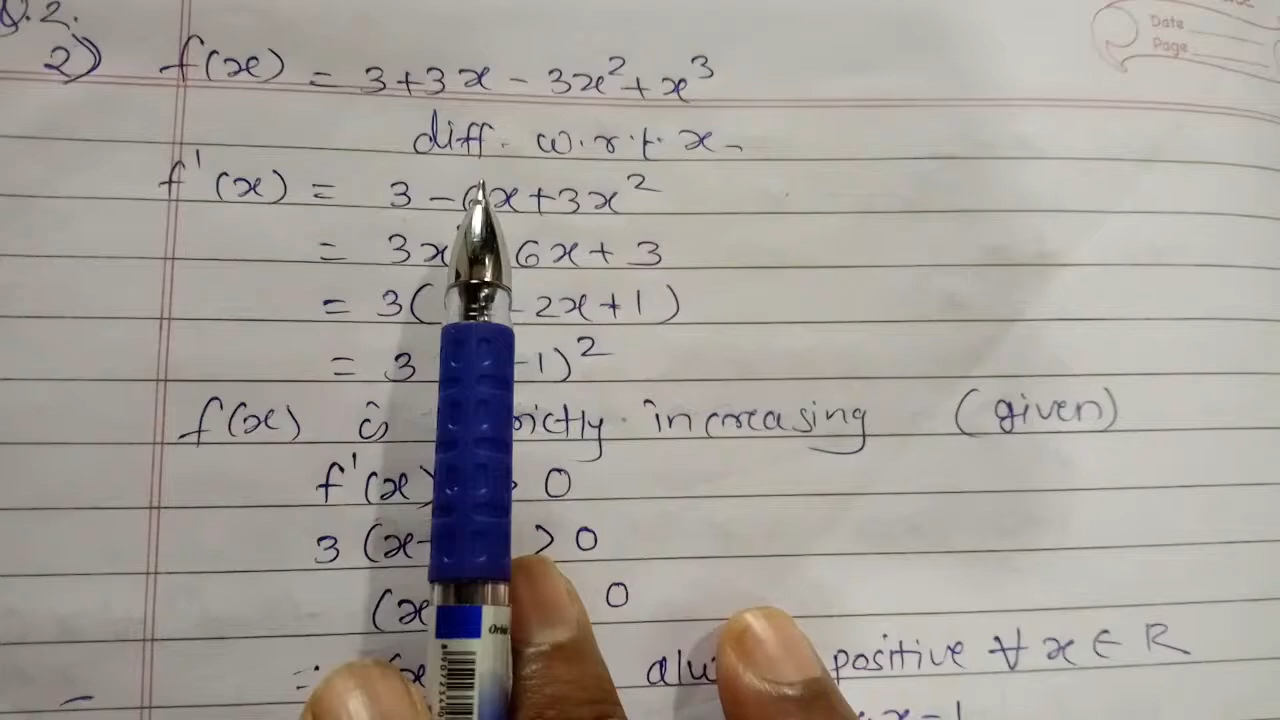 Q.2.
Date
Page
2) f(x) = 3+3x - 3x²+x³
diff. w.r.t. x-
f'(x) = 3 - 6x+3x²
= 3x 6x+3
= 3( - 2x+1)
= 3 -1)²
f(x) is rictly increasing (given)
f'(x) > 0
3 (x- > 0
(x 0
positive ∀ x ∈ R
x=1